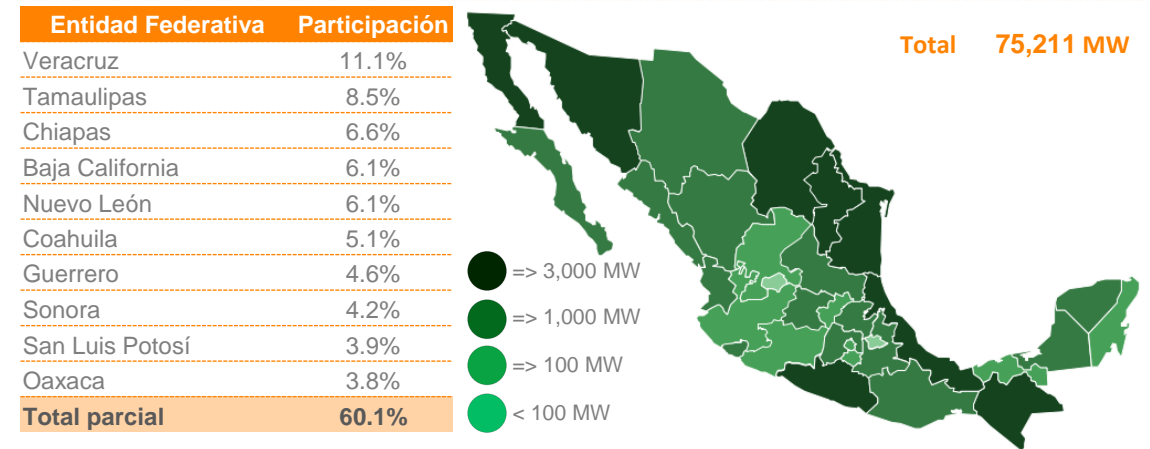 Entidad Federativa Participación
Veracruz 11.1%
Tamaulipas 8.5%
Chiapas 6.6%
Baja California 6.1%
Nuevo León 6.1%
Coahuila 5.1%
Guerrero 4.6%
Sonora 4.2%
San Luis Potosí 3.9%
Oaxaca 3.8%
Total parcial 60.1%
Total 75,211 MW
=> 3,000 MW
=> 1,000 MW
=> 100 MW
< 100 MW